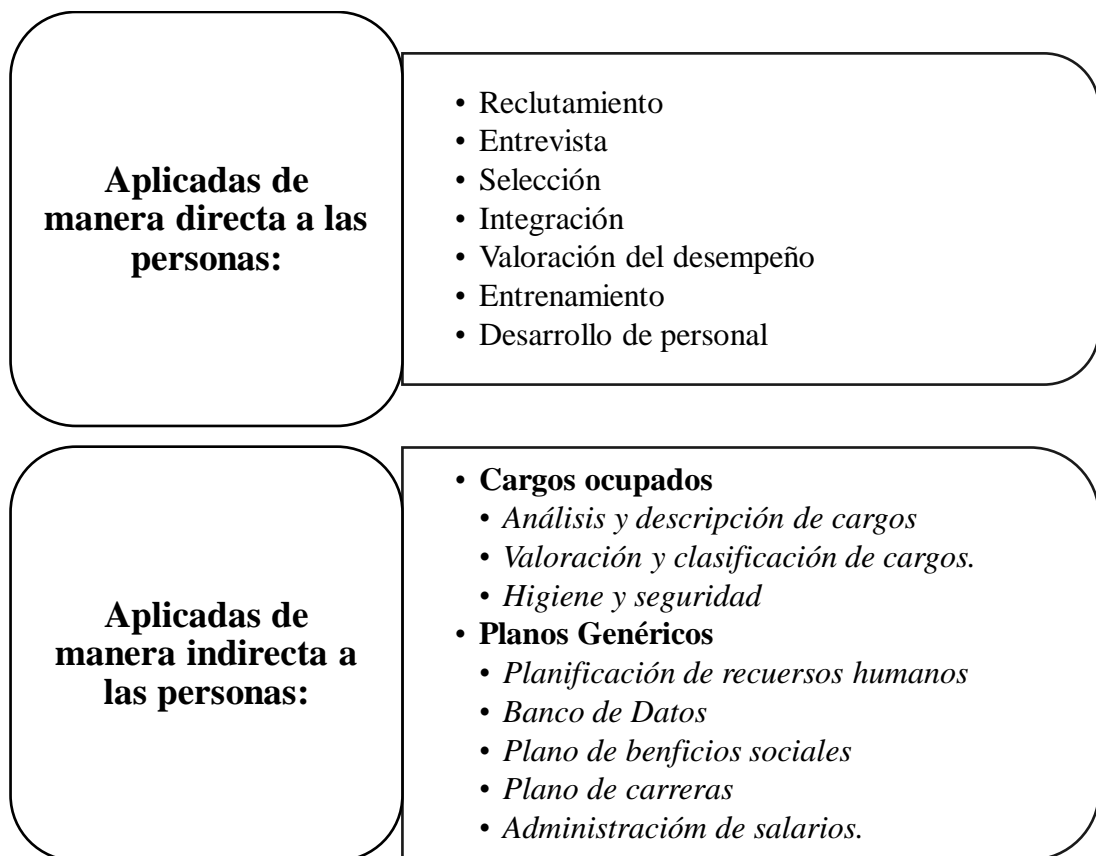 Aplicadas de
manera directa a las
personas:
• Reclutamiento
• Entrevista
• Selección
• Integración
• Valoración del desempeño
• Entrenamiento
• Desarrollo de personal
Aplicadas de
manera indirecta a
las personas:
• Cargos ocupados
• Análisis y descripción de cargos
• Valoración y clasificación de cargos.
• Higiene y seguridad
• Planos Genéricos
• Planificación de recuersos humanos
• Banco de Datos
• Plano de benficios sociales
• Plano de carreras
• Administracióm de salarios.